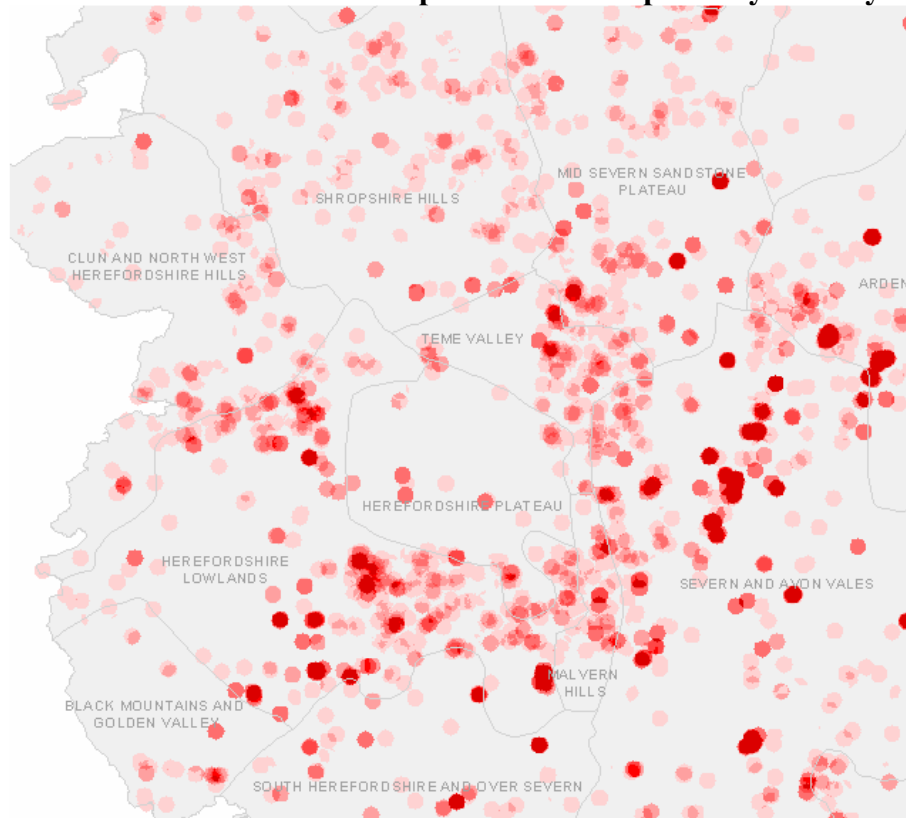 MID SEVERN SANDSTONE
PLATEAU
SHROPSHIRE HILLS
CLUN AND NORTH WEST
HEREFORDSHIRE HILLS
ARDEN
TEME VALLEY
HEREFORDSHIRE PLATEAU
HEREFORDSHIRE
LOWLANDS
SEVERN AND AVON VALES
MALVERN
HILLS
BLACK MOUNTAINS AND
GOLDEN VALLEY
SOUTH HEREFORDSHIRE AND OVER SEVERN